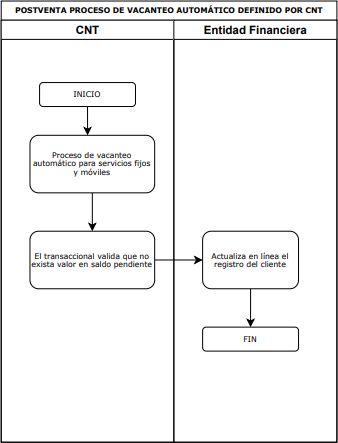 POSTVENTA PROCESO DE VACANTEO AUTOMÁTICO DEFINIDO POR CNT
CNT
Entidad Financiera
INICIO
Proceso de vacanteo
automático para servicios fijos
y móviles
El transaccional valida que no
exista valor en saldo pendiente
Actualiza en línea el
registro del cliente
FIN